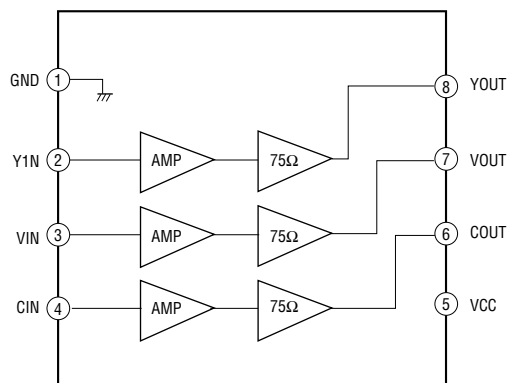 GND 1 8 YOUT
Y1N 2 AMP 75Ω 7 VOUT
VIN 3 AMP 75Ω 6 COUT
CIN 4 AMP 75Ω 5 VCC